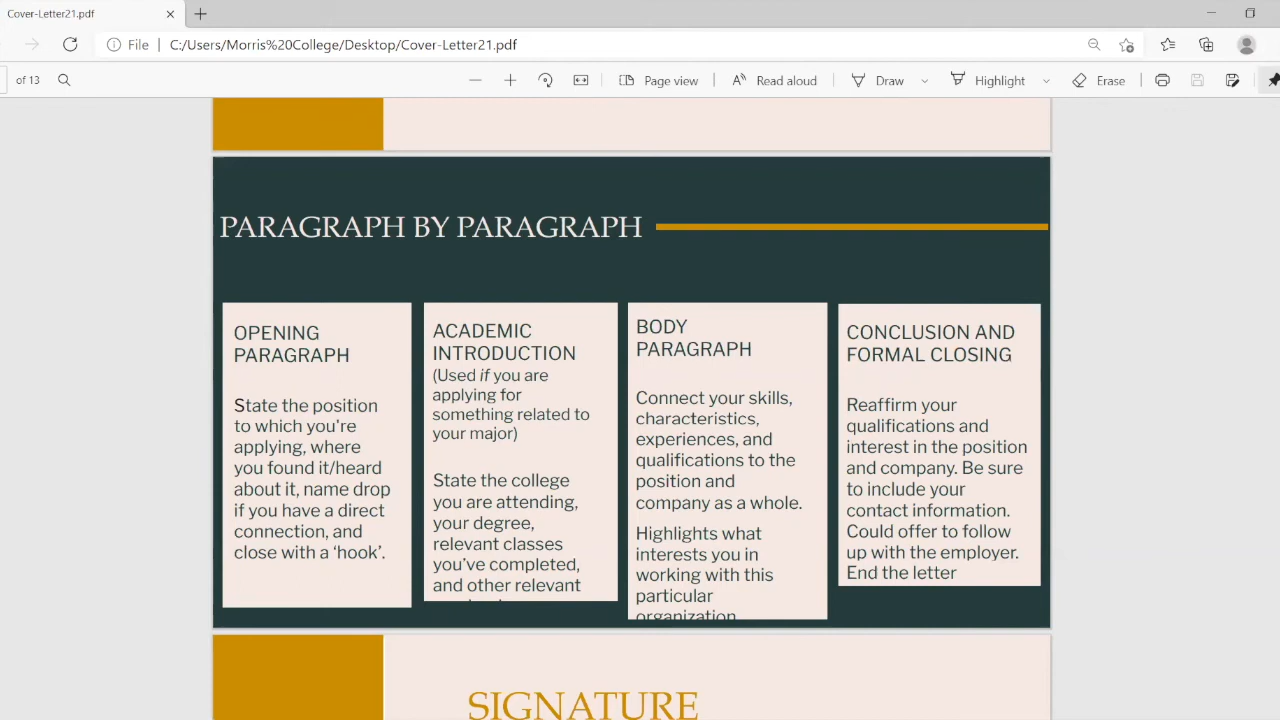 Cover-Letter21.pdf
File | C:/Users/Morris%20College/Desktop/Cover-Letter21.pdf
of 13
Page view
Read aloud
Draw
Highlight
Erase
PARAGRAPH BY PARAGRAPH
OPENING
PARAGRAPH
State the position
to which you're
applying, where
you found it/heard
about it, name drop
if you have a direct
connection, and
close with a ‘hook’.
ACADEMIC
INTRODUCTION
(Used if you are
applying for
something related to
your major)
State the college
you are attending,
your degree,
relevant classes
you’ve completed,
and other relevant
BODY
PARAGRAPH
Connect your skills,
characteristics,
experiences, and
qualifications to the
position and
company as a whole.
Highlights what
interests you in
working with this
particular
organization
CONCLUSION AND
FORMAL CLOSING
Reaffirm your
qualifications and
interest in the position
and company. Be sure
to include your
contact information.
Could offer to follow
up with the employer.
End the letter
SIGNATURE